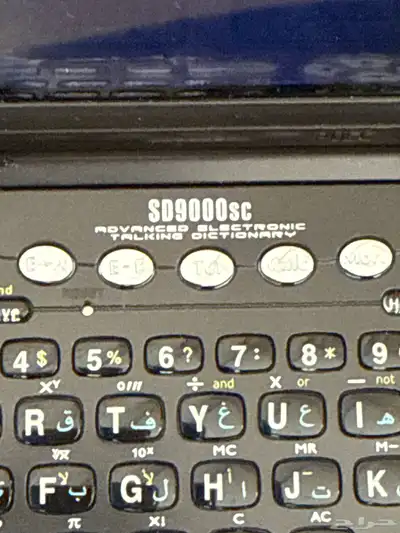 SD9000sc
ADVANCED ELECTRONIC
TALKING DICTIONARY
E-F
4 $ 5 % 6 ? 7 : 8 * 9
Xʸ ÷ and X or − not
R ق T ف Y غ U ع I ه
ʸ√x 10ˣ MC MR M-
F ب G ل H ا J ت K
π X! C AC
حراج